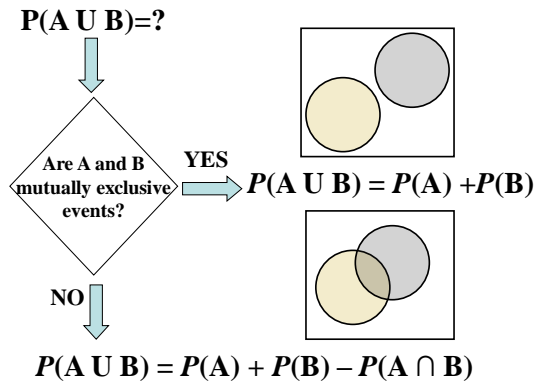 P(A U B)=?
Are A and B
mutually exclusive
events?
YES
P(A U B) = P(A) +P(B)
NO
P(A U B) = P(A) + P(B) – P(A ∩ B)